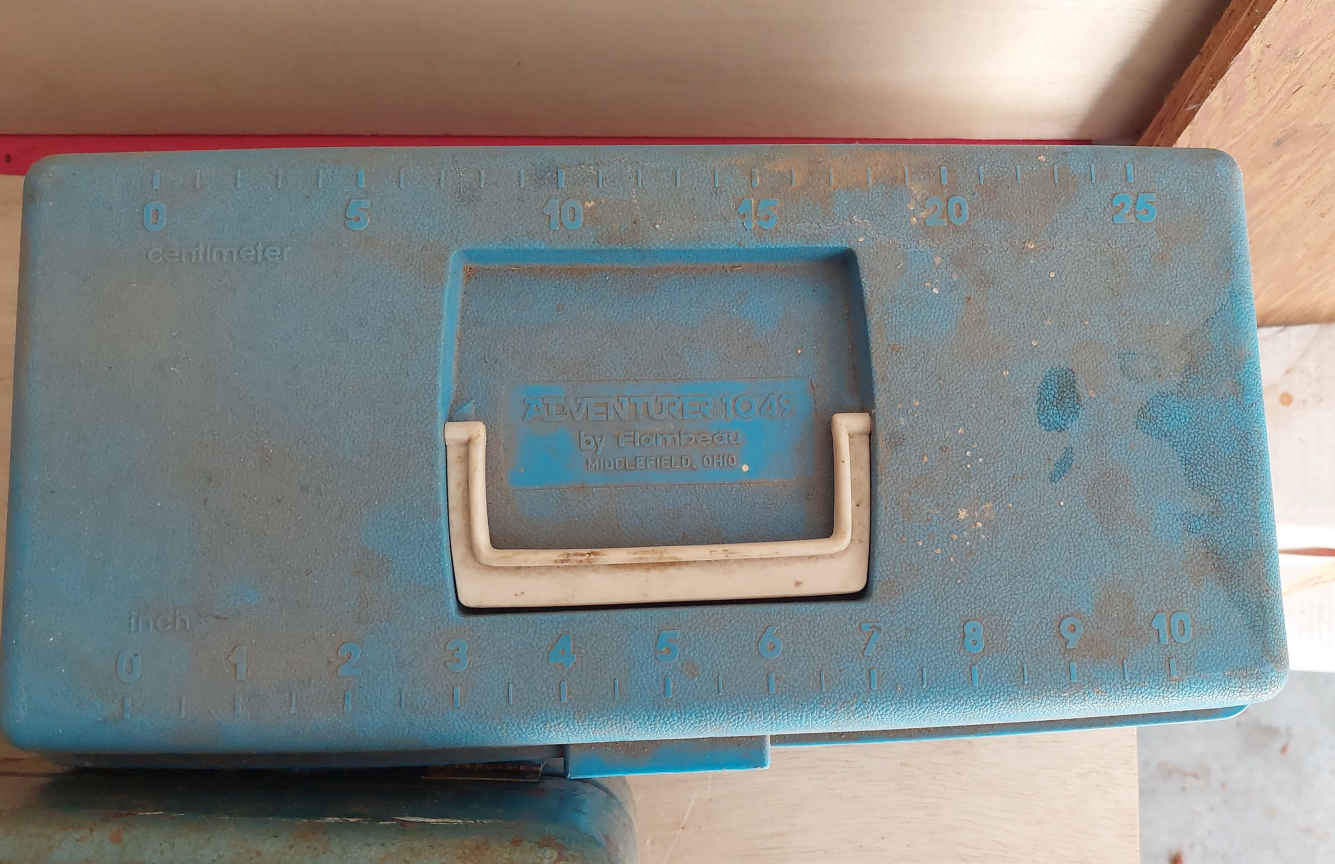 0 5 10 15 20 25
centimeter
ADVENTURER 1949
by Flambeau
MIDDLEFIELD, OHIO
inch
0 1 2 3 4 5 6 7 8 9 10